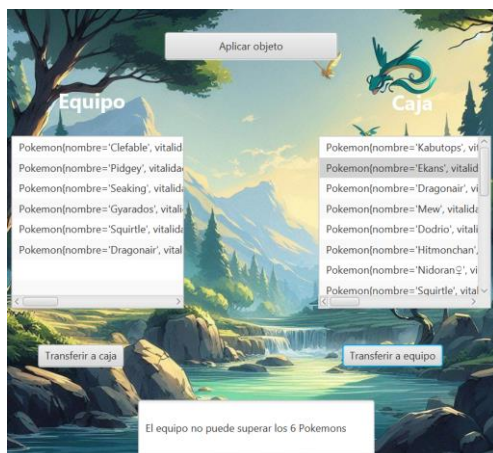 Aplicar objeto
Equipo
Caja
Pokemon{nombre='Clefable', vitalid
Pokemon{nombre='Pidgey', vitalida
Pokemon{nombre='Seaking', vitalida
Pokemon{nombre='Gyarados', vitali
Pokemon{nombre='Squirtle', vitalida
Pokemon{nombre='Dragonair', vital
Pokemon{nombre='Kabutops', vit
Pokemon{nombre='Ekans', vitalid
Pokemon{nombre='Dragonair', vi
Pokemon{nombre='Mew', vitalida
Pokemon{nombre='Dodrio', vitali
Pokemon{nombre='Hitmonchan',
Pokemon{nombre='Nidoran♀', vi
Pokemon{nombre='Squirtle', vital
Transferir a caja
Transferir a equipo
El equipo no puede superar los 6 Pokemons